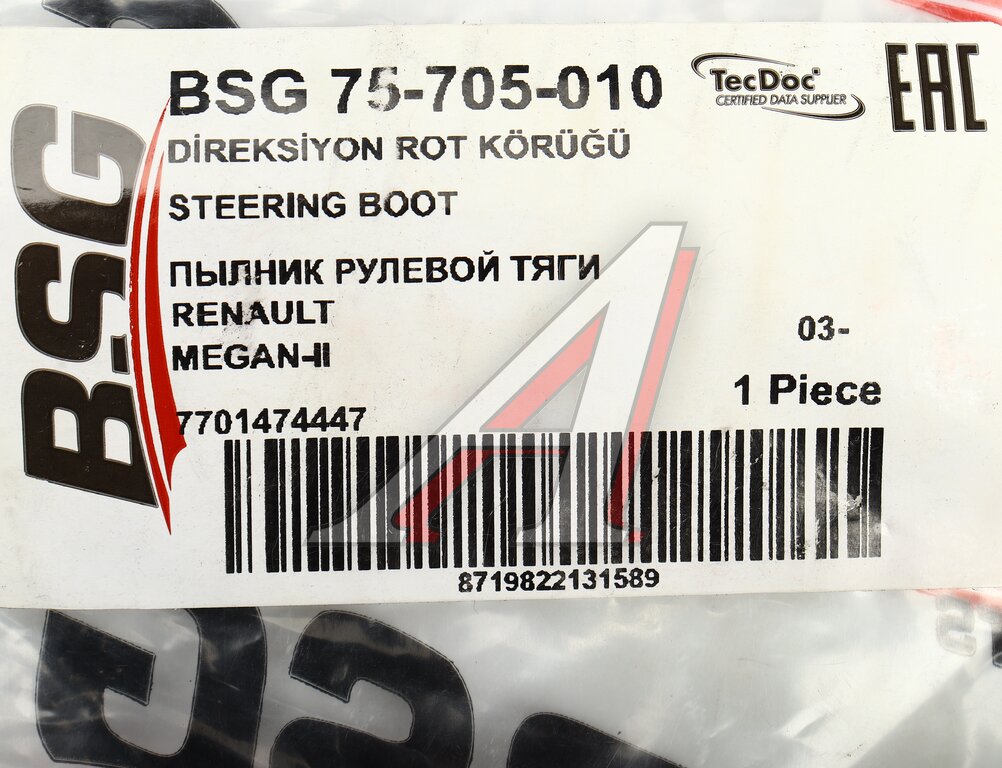 BSG
BSG 75-705-010
TecDoc
CERTIFIED DATA SUPPLIER
EAC
DİREKSİYON ROT KÖRÜĞÜ
STEERING BOOT
ПЫЛНИК РУЛЕВОЙ ТЯГИ
RENAULT
03-
MEGAN-II
1 Piece
7701474447
8719822131589